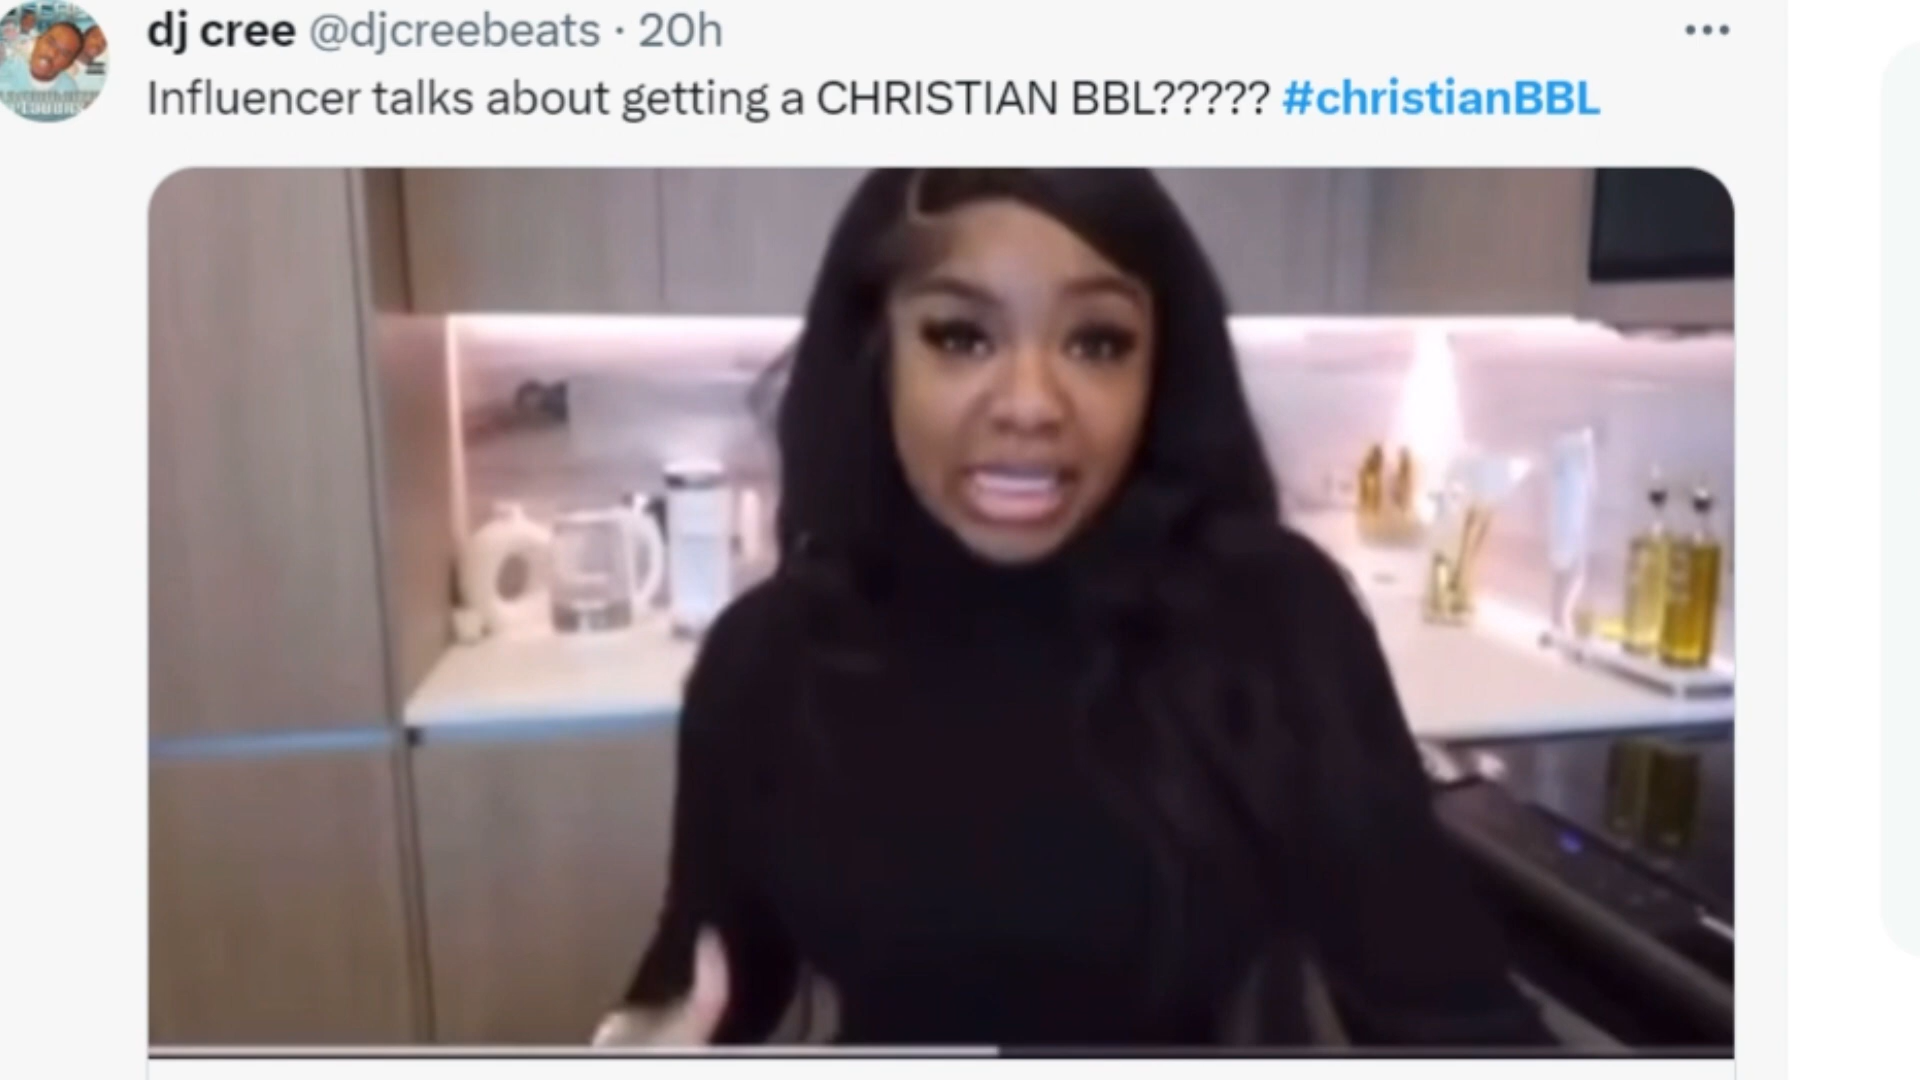 dj cree @djcreebeats · 20h
Influencer talks about getting a CHRISTIAN BBL????? #christianBBL